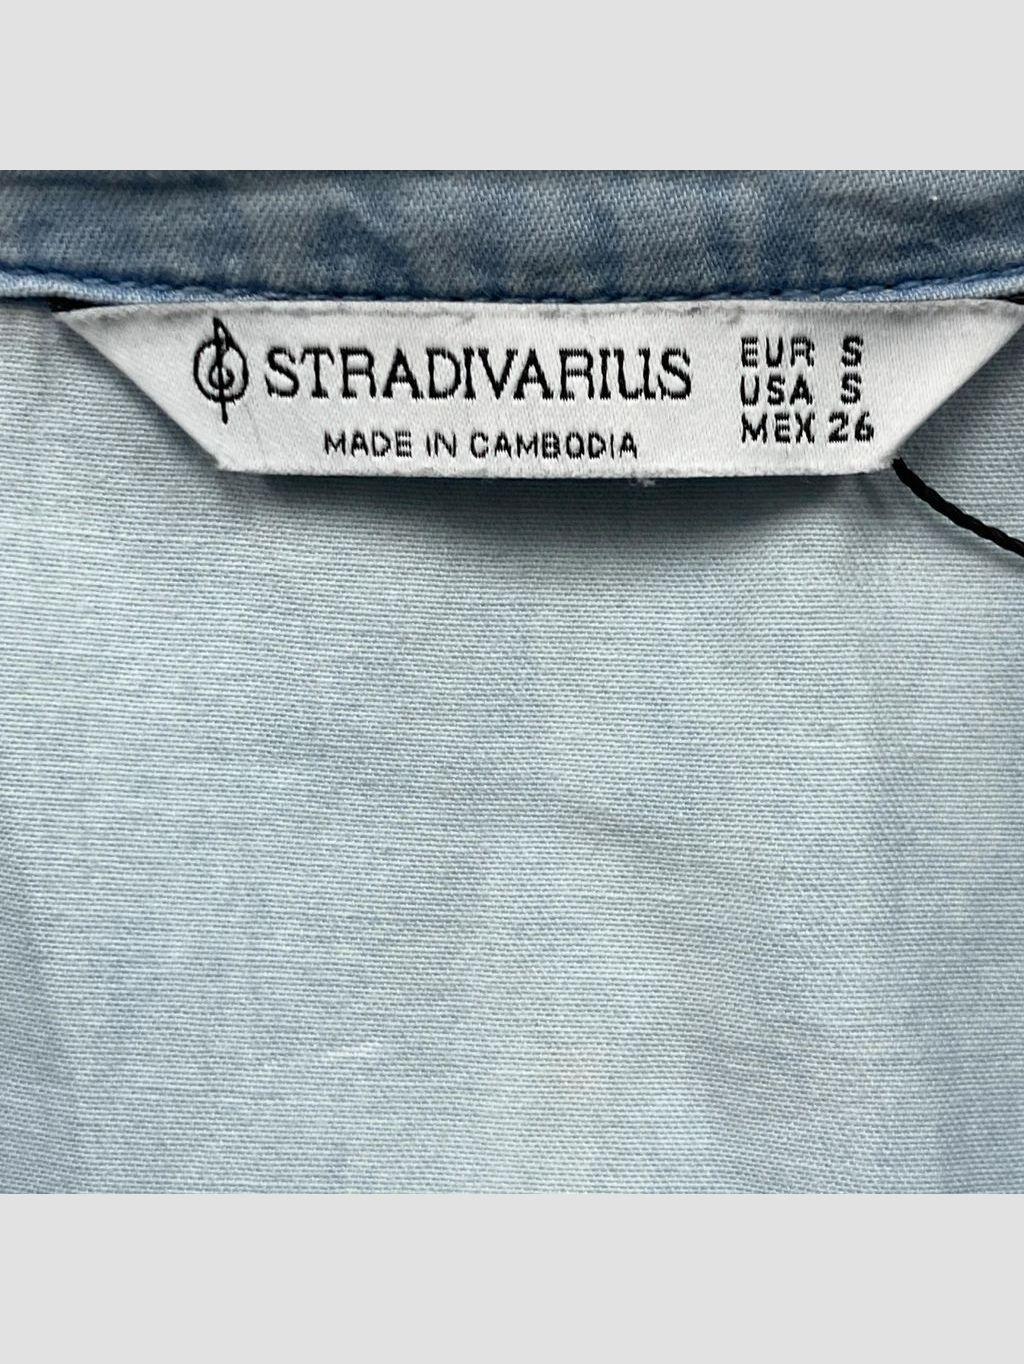 STRADIVARIUS
MADE IN CAMBODIA
EUR S
USA S
MEX 26